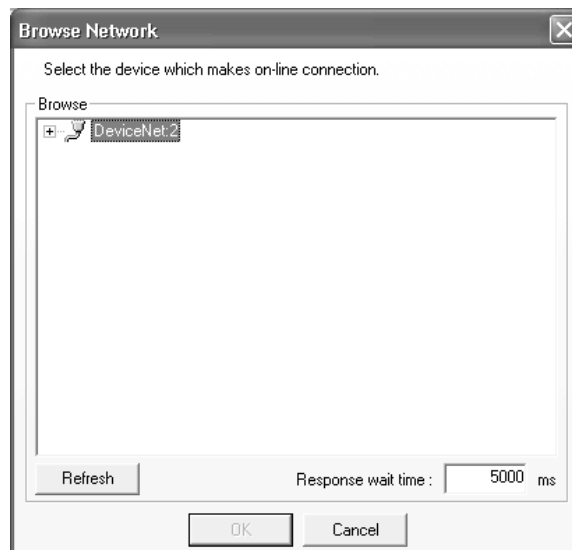 Browse Network
Select the device which makes on-line connection.
Browse
DeviceNet:2
Refresh
Response wait time : 5000 ms
OK
Cancel